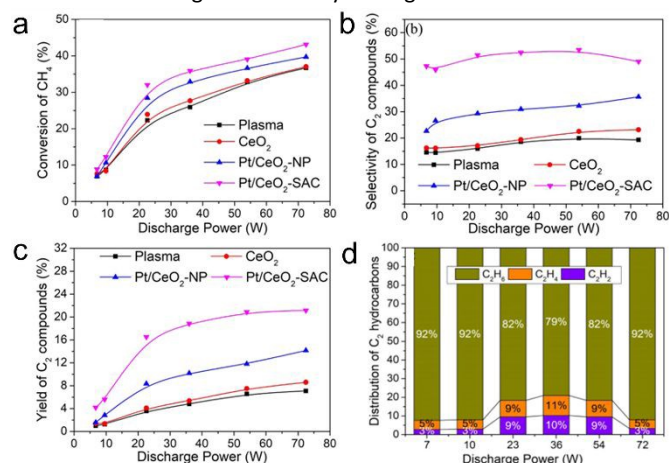 a
50
45
40
35
30
25
20
15
10
5
0
Conversion of CH4 (%)
Plasma
CeO2
Pt/CeO2-NP
Pt/CeO2-SAC
0 10 20 30 40 50 60 70 80
Discharge Power (W)
b
(b)
60
50
40
30
20
10
0
Selectivity of C2 compounds (%)
Plasma CeO2
Pt/CeO2-NP Pt/CeO2-SAC
0 10 20 30 40 50 60 70 80
Discharge Power (W)
c
32
28
24
20
16
12
8
4
0
Yield of C2 compounds (%)
Plasma CeO2
Pt/CeO2-NP Pt/CeO2-SAC
0 10 20 30 40 50 60 70 80
Discharge Power (W)
d
100
90
80
70
60
50
40
30
20
10
0
Distribution of C2 hydrocarbons (%)
C2H6 C2H4 C2H2
92% 92% 82% 79% 82% 92%
5% 5% 9% 11% 9% 5%
3% 3% 9% 10% 9% 3%
7 10 23 36 54 72
Discharge Power (W)